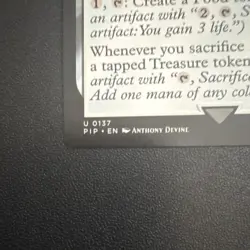 1, T: Create a Food
an artifact with "2, T, S
artifact: You gain 3 life.")
Whenever you sacrifice
a tapped Treasure token
artifact with "T, Sacrific
Add one mana of any col
U 0137
PIP • EN Anthony Devine